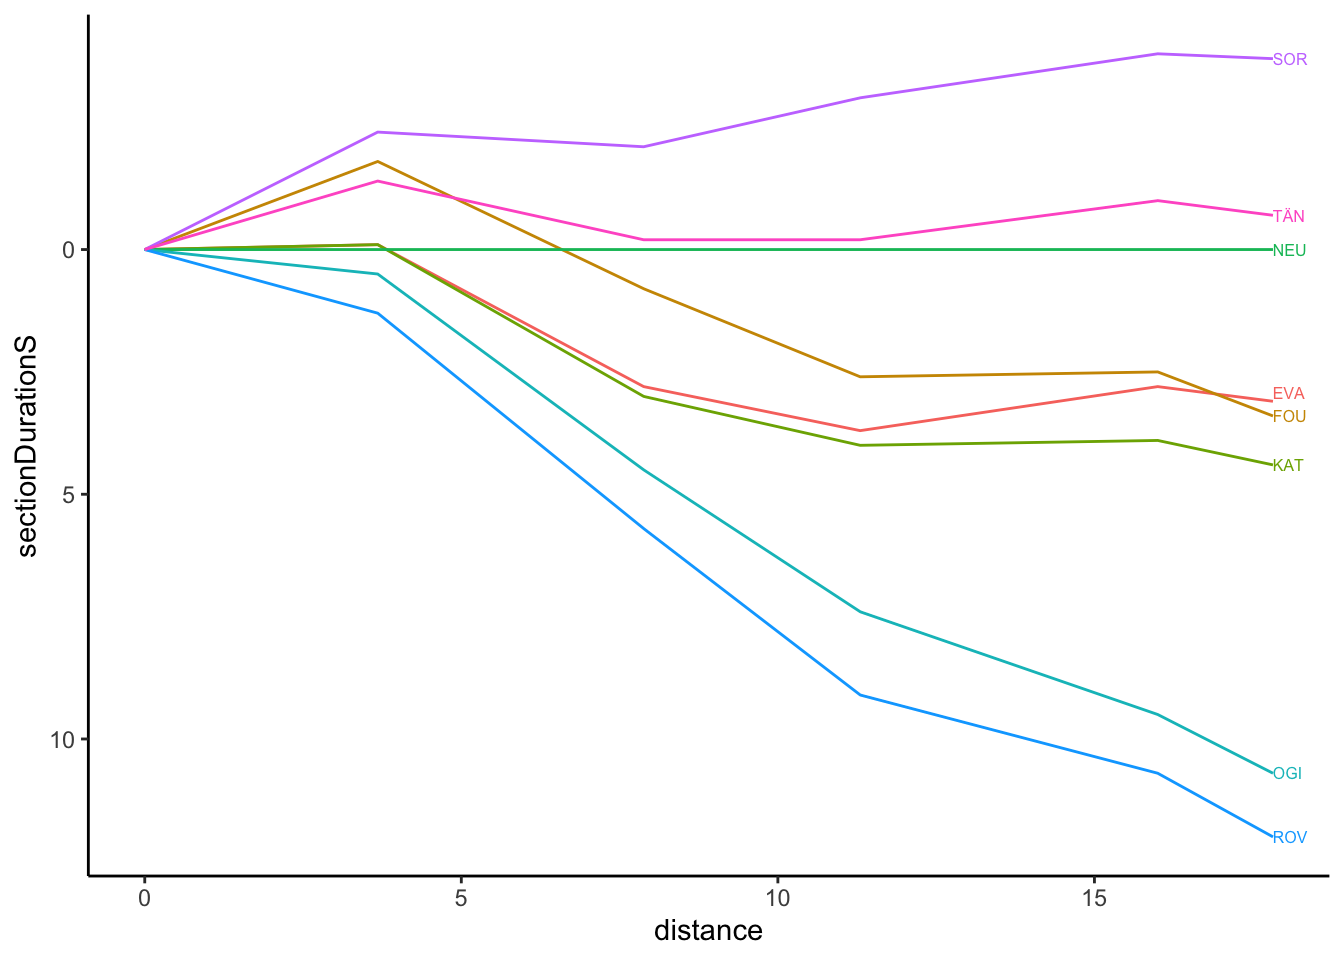 SOR
TÄN
0
NEU
EVA
FOU
KAT
5
10
OGI
ROV
sectionDurationS
0 5 10 15
distance